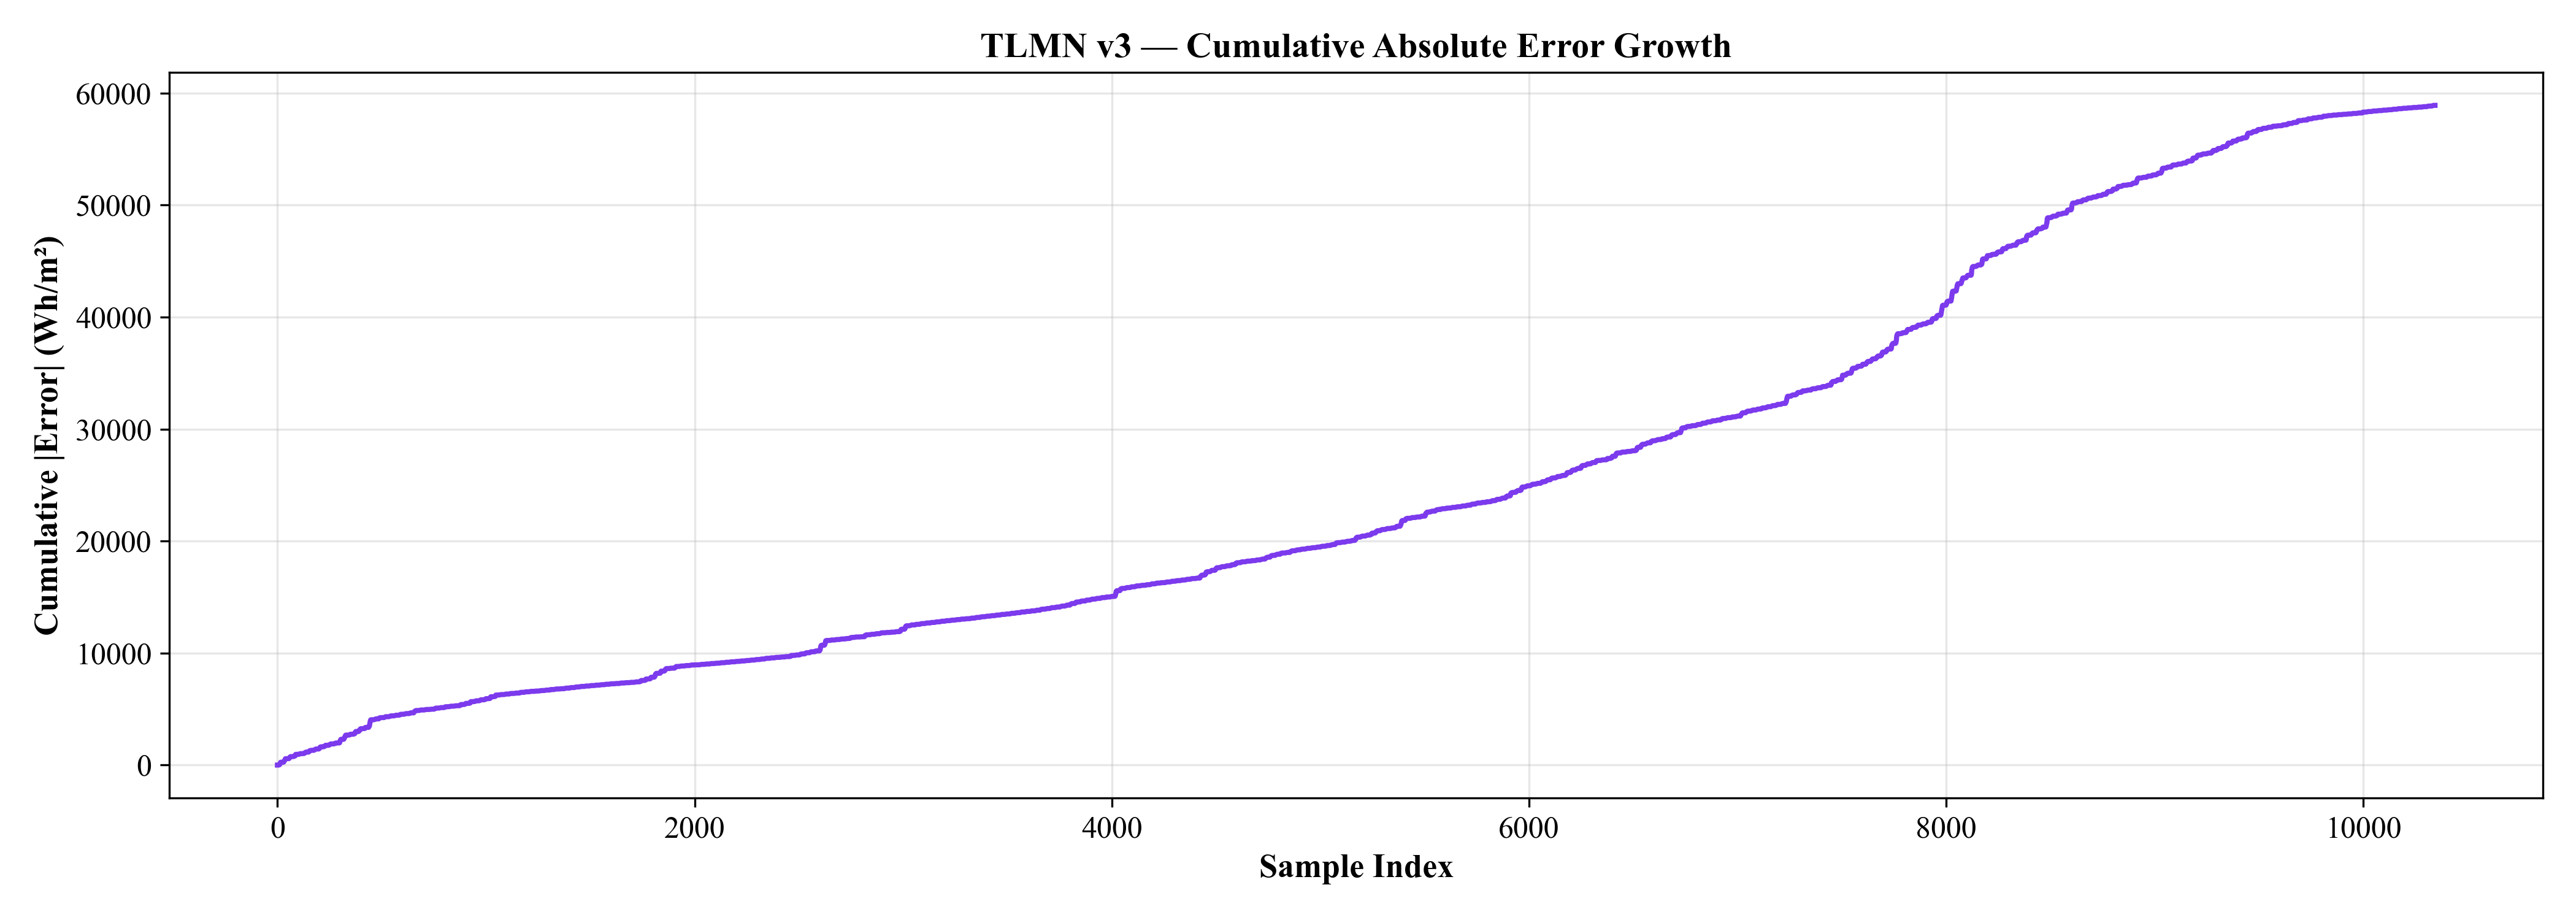 TLMN v3 — Cumulative Absolute Error Growth
Cumulative |Error| (Wh/m²)
60000
50000
40000
30000
20000
10000
0
0 2000 4000 6000 8000 10000
Sample Index